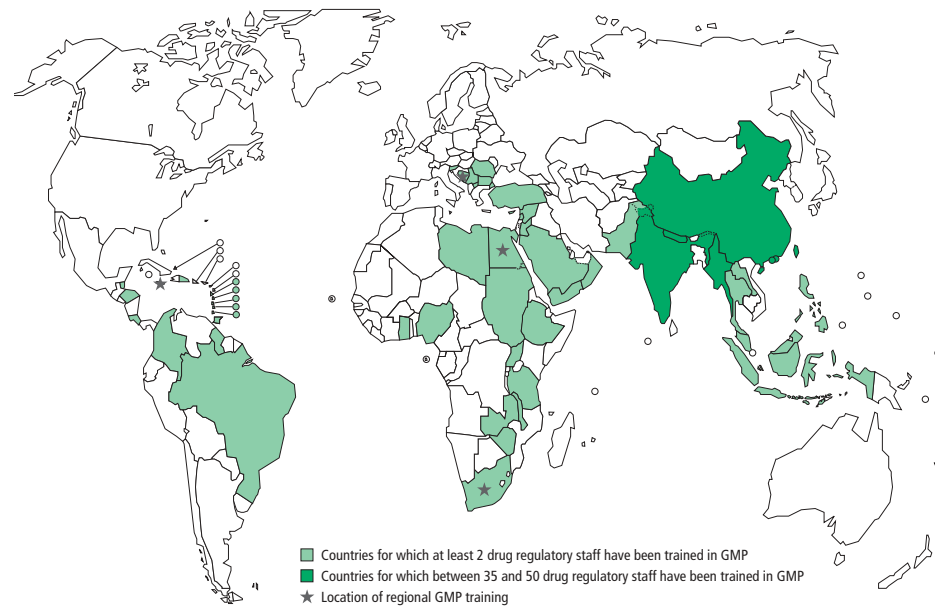 Countries for which at least 2 drug regulatory staff have been trained in GMP
Countries for which between 35 and 50 drug regulatory staff have been trained in GMP
Location of regional GMP training